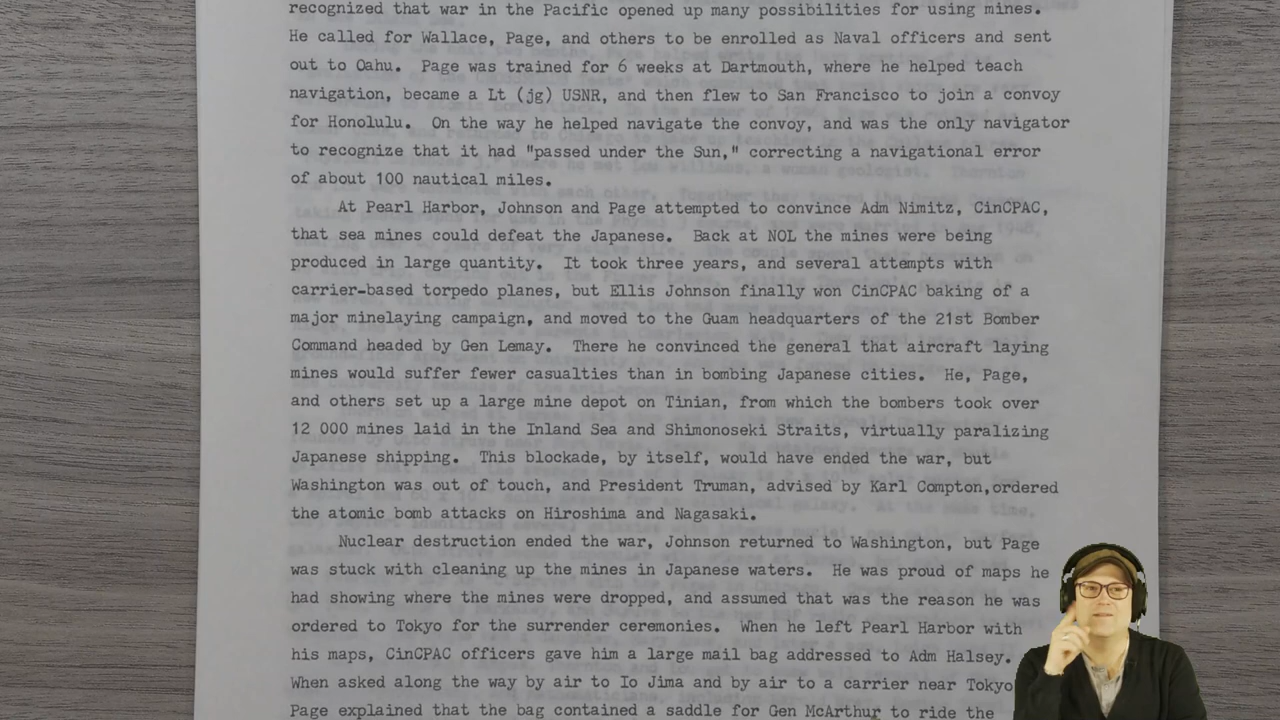 recognized that war in the Pacific opened up many possibilities for using mines.
He called for Wallace, Page, and others to be enrolled as Naval officers and sent
out to Oahu.  Page was trained for 6 weeks at Dartmouth, where he helped teach
navigation, became a Lt (jg) USNR, and then flew to San Francisco to join a convoy
for Honolulu.  On the way he helped navigate the convoy, and was the only navigator
to recognize that it had "passed under the Sun," correcting a navigational error
of about 100 nautical miles.
At Pearl Harbor, Johnson and Page attempted to convince Adm Nimitz, CinCPAC,
that sea mines could defeat the Japanese.  Back at NOL the mines were being
produced in large quantity.  It took three years, and several attempts with
carrier-based torpedo planes, but Ellis Johnson finally won CinCPAC baking of a
major minelaying campaign, and moved to the Guam headquarters of the 21st Bomber
Command headed by Gen Lemay.  There he convinced the general that aircraft laying
mines would suffer fewer casualties than in bombing Japanese cities.  He, Page,
and others set up a large mine depot on Tinian, from which the bombers took over
12 000 mines laid in the Inland Sea and Shimonoseki Straits, virtually paralizing
Japanese shipping.  This blockade, by itself, would have ended the war, but
Washington was out of touch, and President Truman, advised by Karl Compton,ordered
the atomic bomb attacks on Hiroshima and Nagasaki.
Nuclear destruction ended the war, Johnson returned to Washington, but Page
was stuck with cleaning up the mines in Japanese waters.  He was proud of maps he
had showing where the mines were dropped, and assumed that was the reason he was
ordered to Tokyo for the surrender ceremonies.  When he left Pearl Harbor with
his maps, CinCPAC officers gave him a large mail bag addressed to Adm Halsey.
When asked along the way by air to Io Jima and by air to a carrier near Tokyo
Page explained that the bag contained a saddle for Gen McArthur to ride the